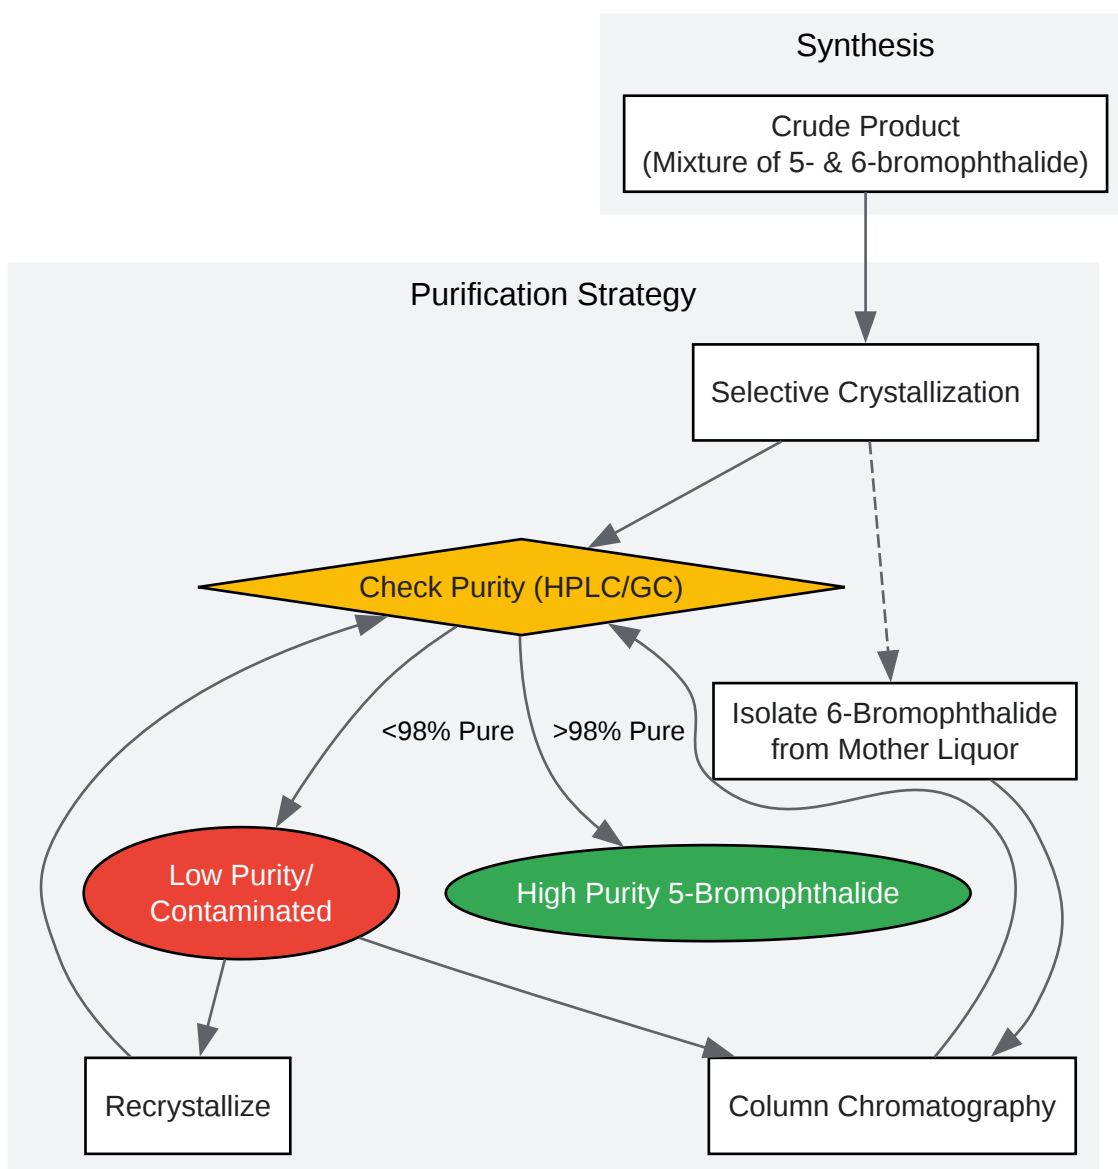 Synthesis
Crude Product
(Mixture of 5- & 6-bromophthalide)
Purification Strategy
Selective Crystallization
Check Purity (HPLC/GC)
Isolate 6-Bromophthalide
from Mother Liquor
<98% Pure
>98% Pure
Low Purity/
Contaminated
High Purity 5-Bromophthalide
Recrystallize
Column Chromatography